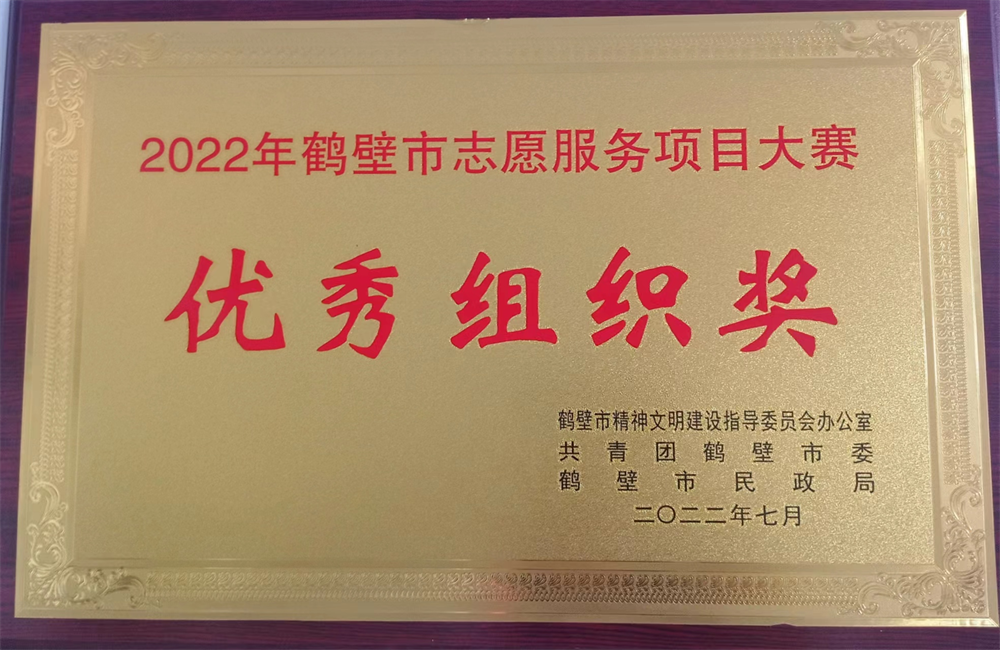 2022年鹤壁市志愿服务项目大赛
优秀组织奖
鹤壁市精神文明建设指导委员会办公室
共青团鹤壁市委
鹤壁市民政局
二〇二二年七月